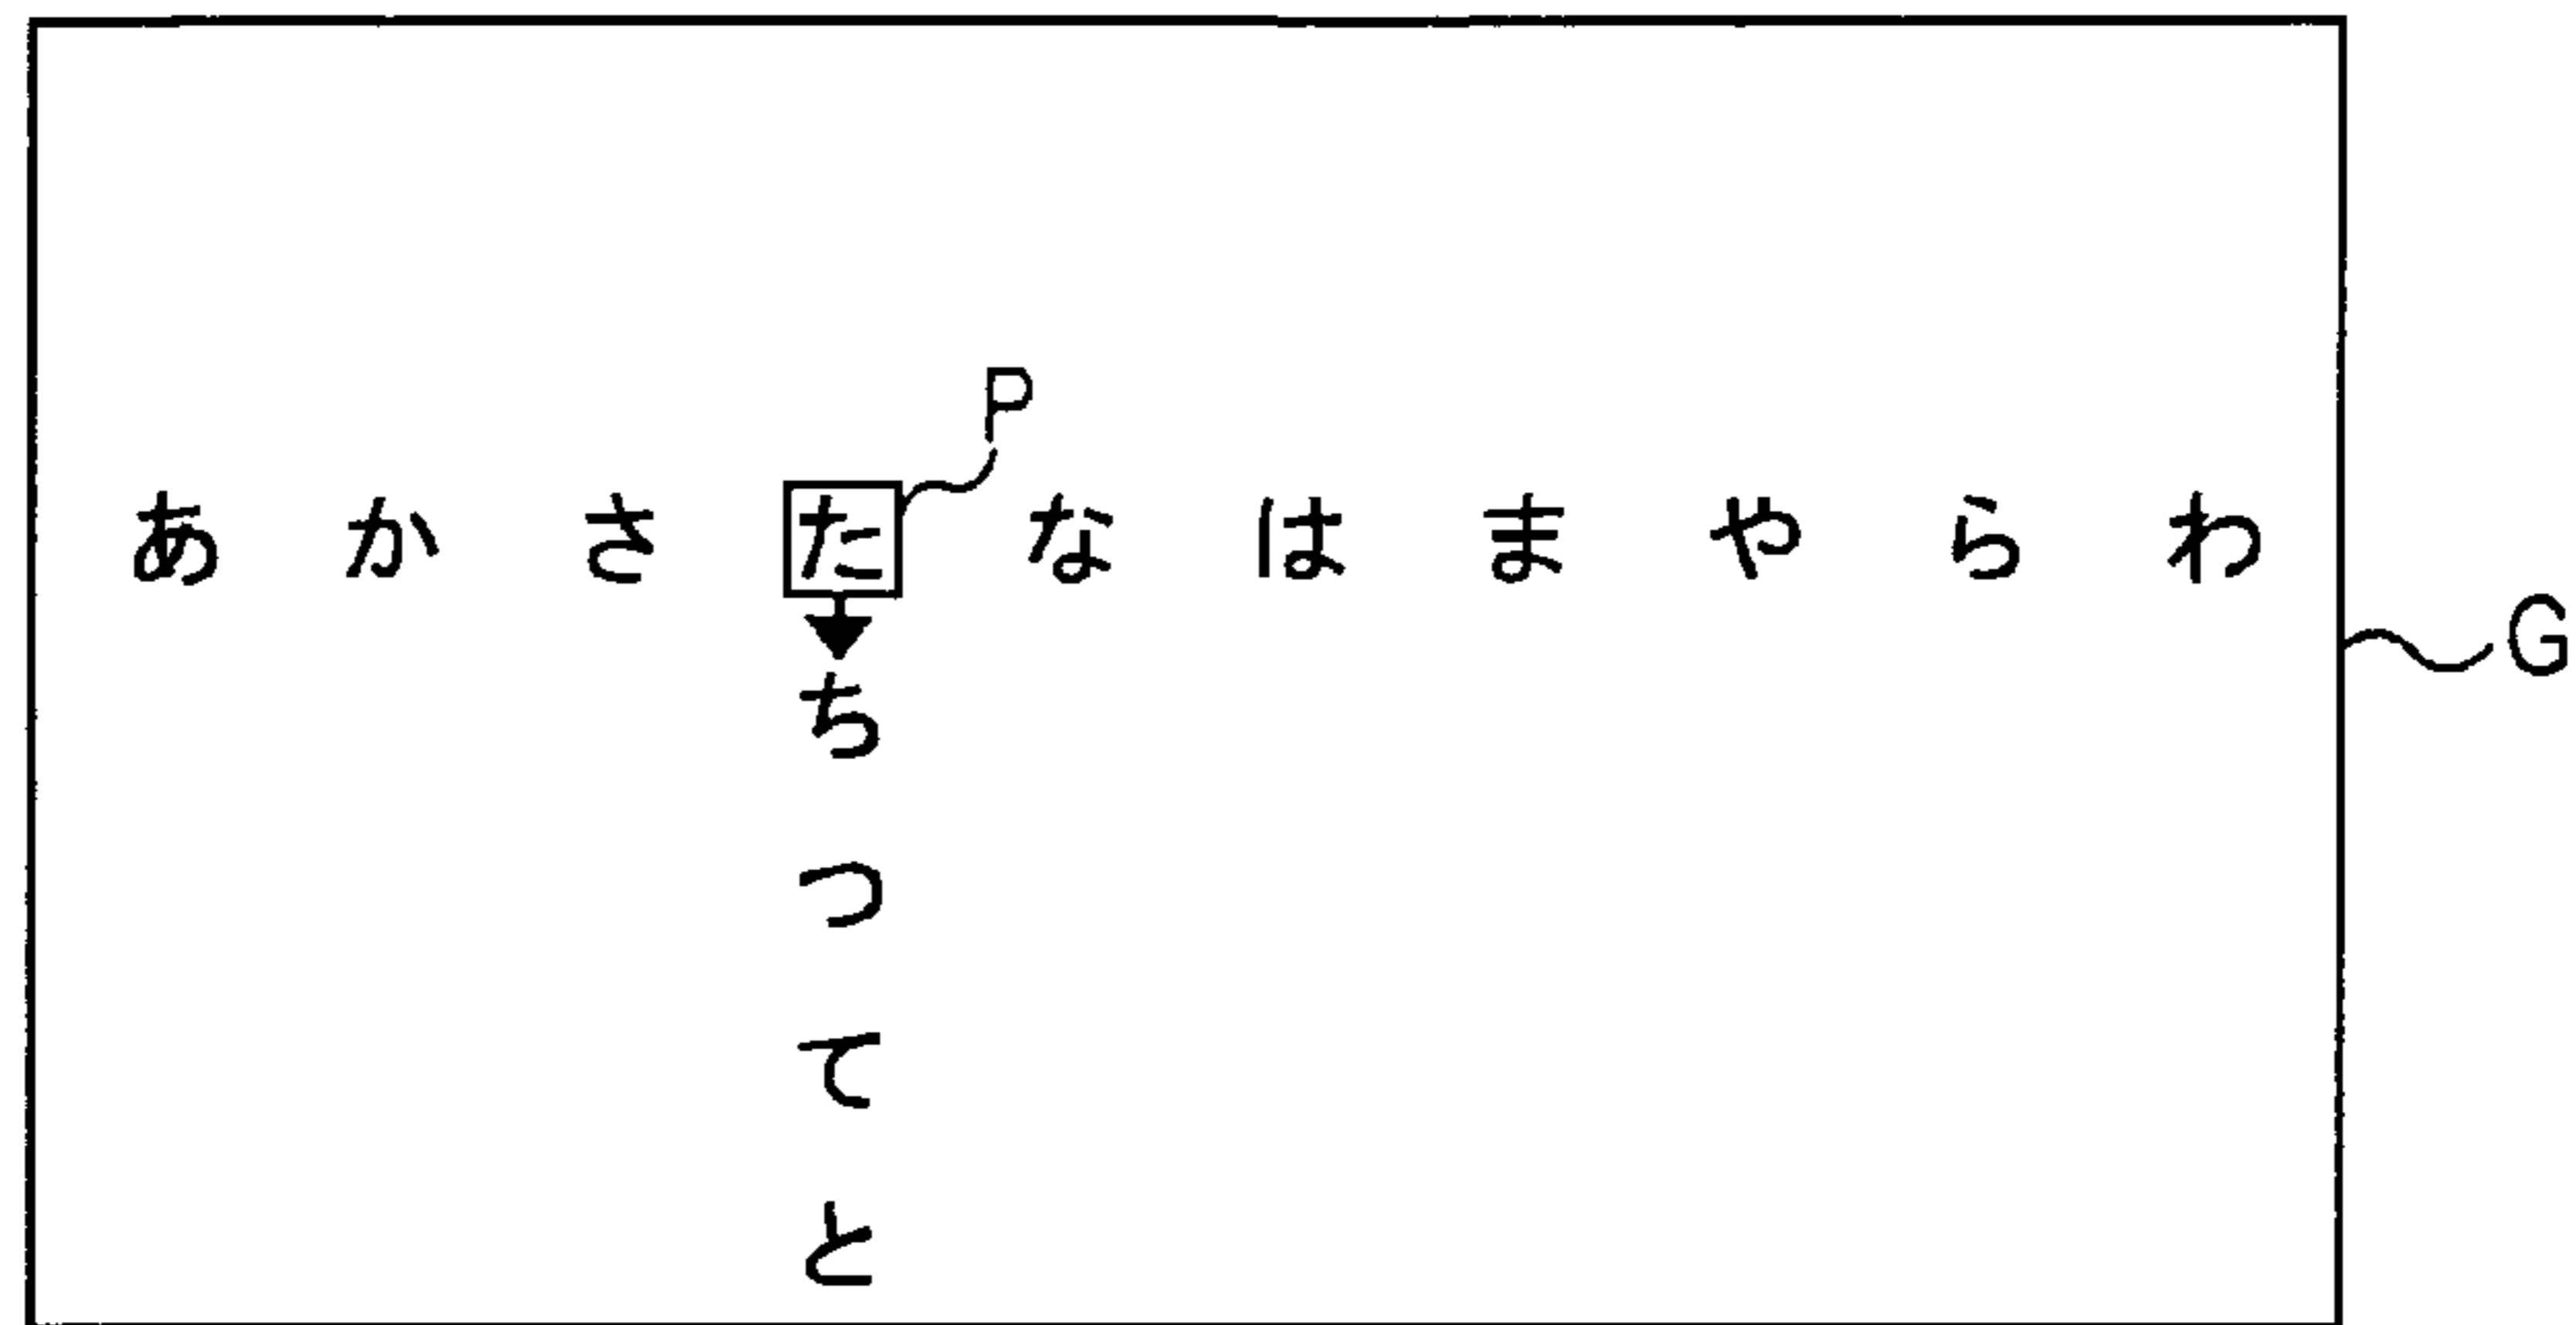 P
あ か さ た な は ま や ら わ
G
ち
つ
て
と